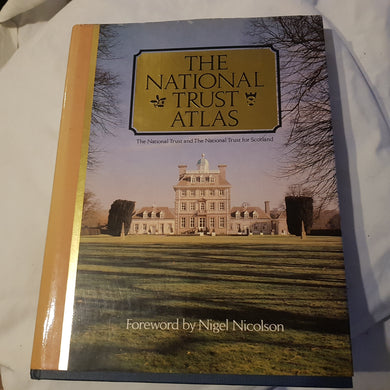 THE
NATIONAL
TRUST
ATLAS
The National Trust and The National Trust for Scotland
Foreword by Nigel Nicolson